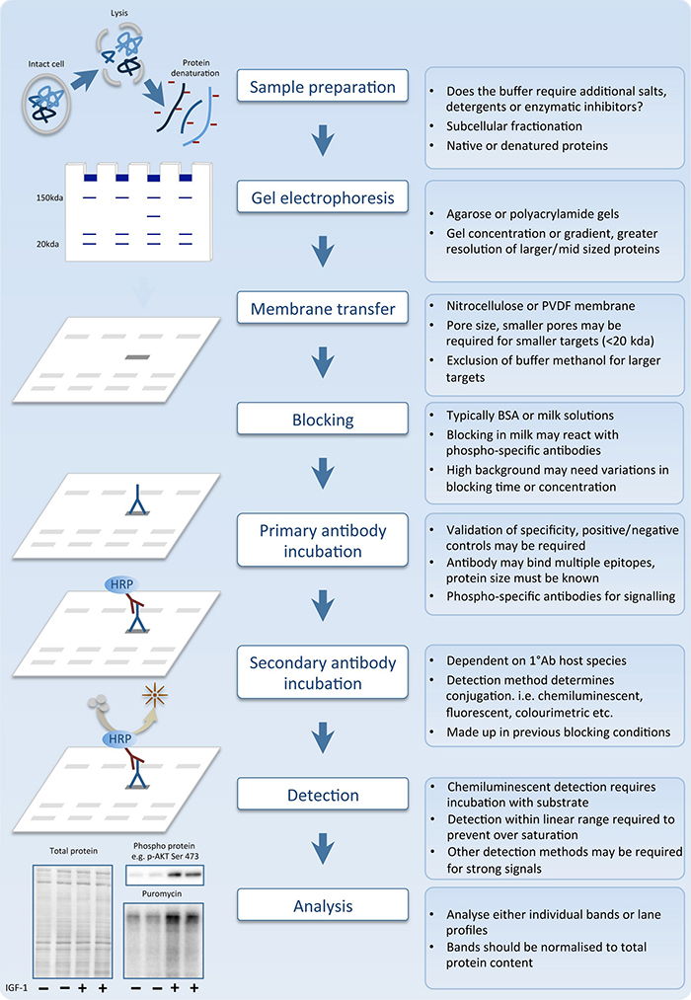 Lysis
Intact cell
Protein
denaturation
Sample preparation
• Does the buffer require additional salts,
detergents or enzymatic inhibitors?
• Subcellular fractionation
• Native or denatured proteins
150kda
20kda
Gel electrophoresis
• Agarose or polyacrylamide gels
• Gel concentration or gradient, greater
resolution of larger/mid sized proteins
Membrane transfer
• Nitrocellulose or PVDF membrane
• Pore size, smaller pores may be
required for smaller targets (<20 kda)
• Exclusion of buffer methanol for larger
targets
Blocking
• Typically BSA or milk solutions
• Blocking in milk may react with
phospho-specific antibodies
• High background may need variations in
blocking time or concentration
Primary antibody
incubation
• Validation of specificity, positive/negative
controls may be required
• Antibody may bind multiple epitopes,
protein size must be known
• Phospho-specific antibodies for signalling
HRP
Secondary antibody
incubation
• Dependent on 1°Ab host species
• Detection method determines
conjugation. i.e. chemiluminescent,
fluorescent, colourimetric etc.
• Made up in previous blocking conditions
HRP
Detection
• Chemiluminescent detection requires
incubation with substrate
• Detection within linear range required to
prevent over saturation
• Other detection methods may be required
for strong signals
Total protein
Phospho protein
e.g. p-AKT Ser 473
Puromycin
IGF-1 − − + + − − + +
Analysis
• Analyse either individual bands or lane
profiles
• Bands should be normalised to total
protein content